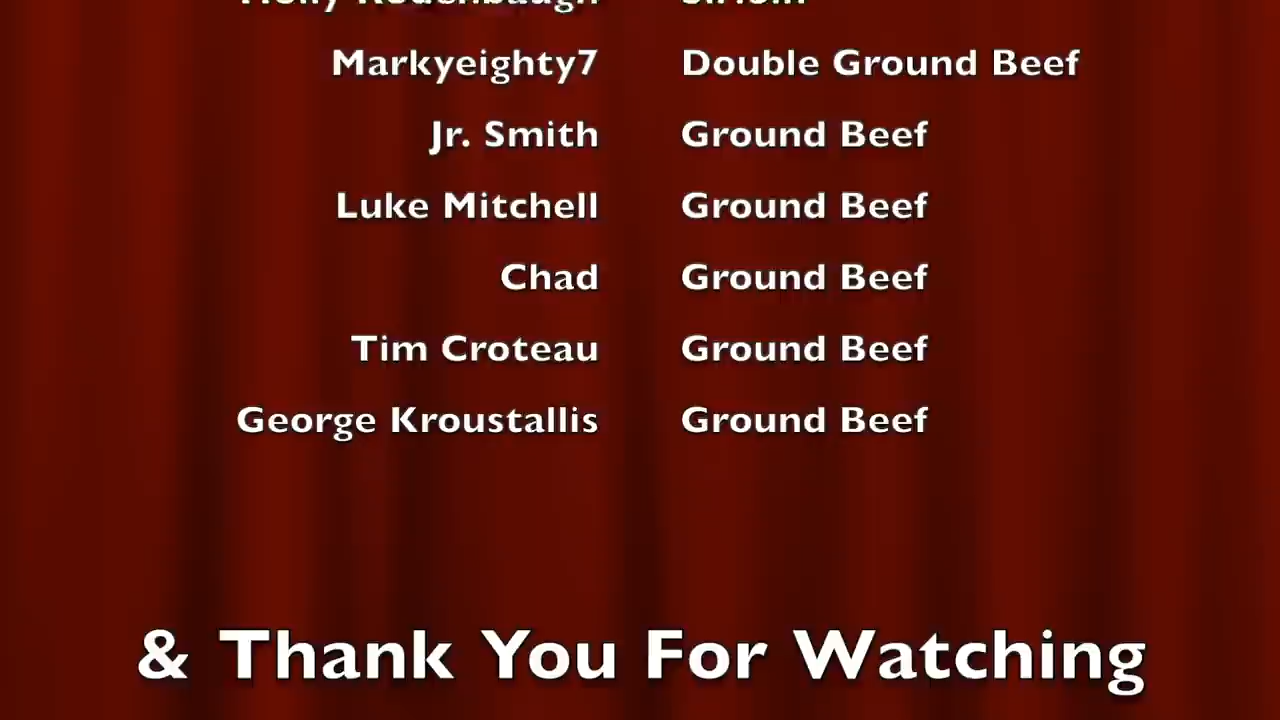 Markyeighty7 Double Ground Beef
Jr. Smith Ground Beef
Luke Mitchell Ground Beef
Chad Ground Beef
Tim Croteau Ground Beef
George Kroustallis Ground Beef
& Thank You For Watching